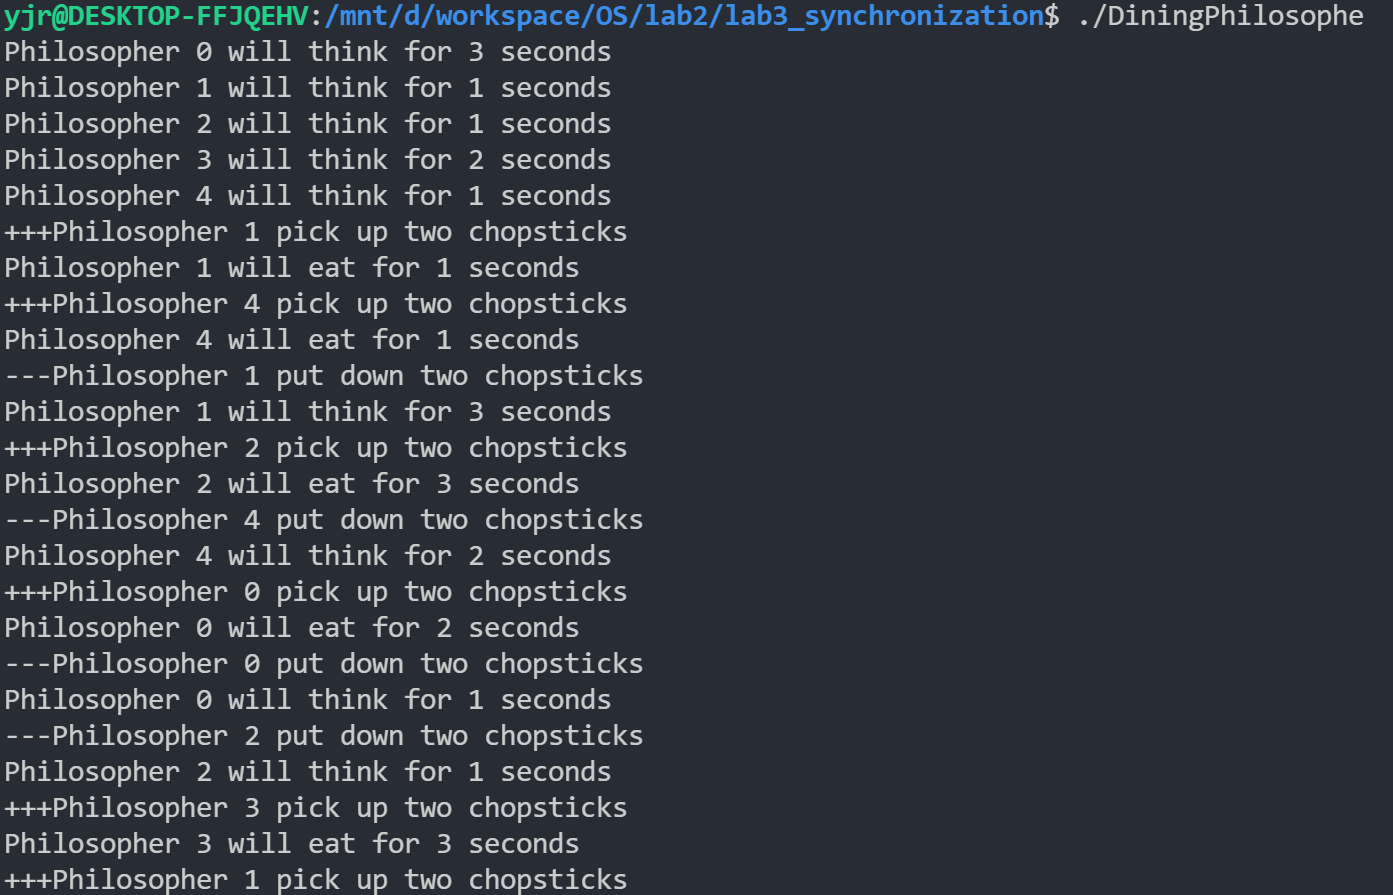 yjr@DESKTOP-FFJQEHV:/mnt/d/workspace/OS/lab2/lab3_synchronization$ ./DiningPhilosophe
Philosopher 0 will think for 3 seconds
Philosopher 1 will think for 1 seconds
Philosopher 2 will think for 1 seconds
Philosopher 3 will think for 2 seconds
Philosopher 4 will think for 1 seconds
+++Philosopher 1 pick up two chopsticks
Philosopher 1 will eat for 1 seconds
+++Philosopher 4 pick up two chopsticks
Philosopher 4 will eat for 1 seconds
---Philosopher 1 put down two chopsticks
Philosopher 1 will think for 3 seconds
+++Philosopher 2 pick up two chopsticks
Philosopher 2 will eat for 3 seconds
---Philosopher 4 put down two chopsticks
Philosopher 4 will think for 2 seconds
+++Philosopher 0 pick up two chopsticks
Philosopher 0 will eat for 2 seconds
---Philosopher 0 put down two chopsticks
Philosopher 0 will think for 1 seconds
---Philosopher 2 put down two chopsticks
Philosopher 2 will think for 1 seconds
+++Philosopher 3 pick up two chopsticks
Philosopher 3 will eat for 3 seconds
+++Philosopher 1 pick up two chopsticks